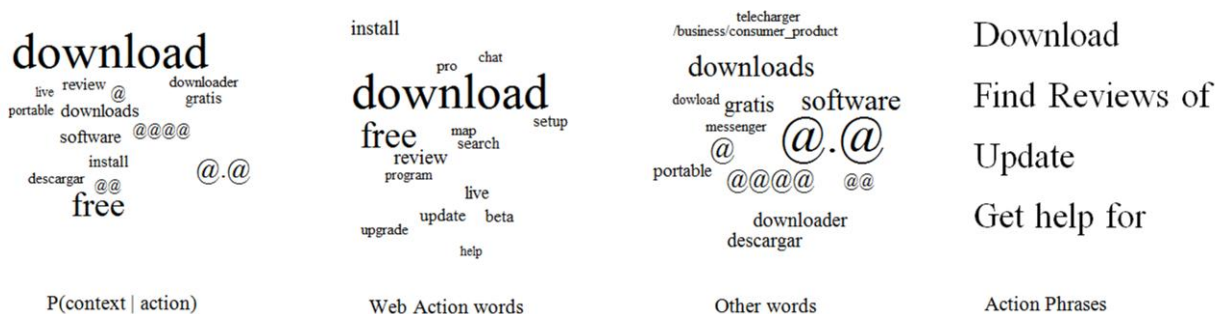 download
live review @ downloader
portable downloads gratis
software @@@@
install
descargar @@ @.@
free
P(context | action)
install
pro chat
download
free map setup
review search
program
live
update beta
upgrade
help
Web Action words
telecharger
/business/consumer_product
downloads
dowload gratis software
messenger @.@
@
portable @@@@ @@
downloader
descargar
Other words
Download
Find Reviews of
Update
Get help for
Action Phrases